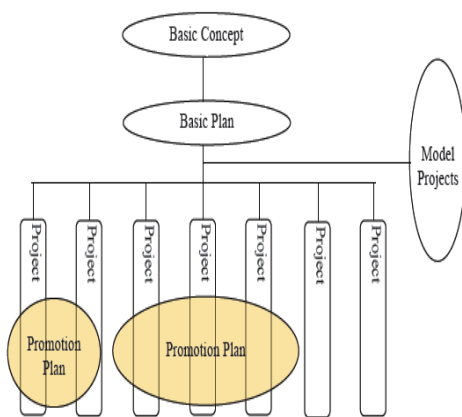 Basic Concept
Basic Plan
Model
Projects
Project
Project
Project
Project
Project
Project
Project
Promotion
Plan
Promotion Plan